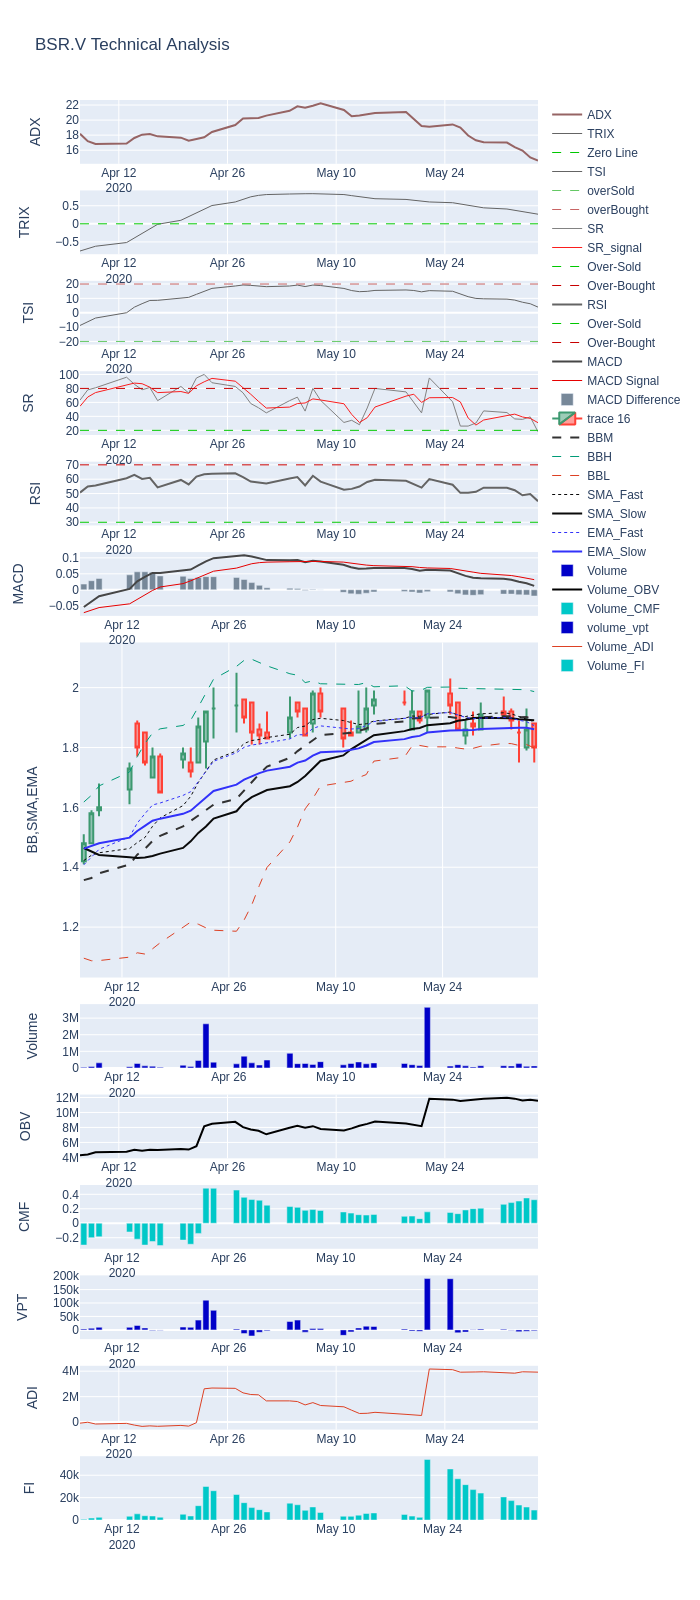 BSR.V Technical Analysis
ADX
22
20
18
16
Apr 12
2020
Apr 26
May 10
May 24
TRIX
0.5
0
−0.5
Apr 12
2020
Apr 26
May 10
May 24
TSI
20
10
0
−10
−20
Apr 12
2020
Apr 26
May 10
May 24
SR
100
80
60
40
20
Apr 12
2020
Apr 26
May 10
May 24
RSI
70
60
50
40
30
Apr 12
2020
Apr 26
May 10
May 24
MACD
0.1
0.05
0
−0.05
Apr 12
2020
Apr 26
May 10
May 24
BB,SMA,EMA
2
1.8
1.6
1.4
1.2
Apr 12
2020
Apr 26
May 10
May 24
Volume
3M
2M
1M
0
Apr 12
2020
Apr 26
May 10
May 24
OBV
12M
10M
8M
6M
4M
Apr 12
2020
Apr 26
May 10
May 24
CMF
0.4
0.2
0
−0.2
Apr 12
2020
Apr 26
May 10
May 24
VPT
200k
150k
100k
50k
0
Apr 12
2020
Apr 26
May 10
May 24
ADI
4M
2M
0
Apr 12
2020
Apr 26
May 10
May 24
FI
40k
20k
0
Apr 12
2020
Apr 26
May 10
May 24
ADX
TRIX
Zero Line
TSI
overSold
overBought
SR
SR_signal
Over-Sold
Over-Bought
RSI
Over-Sold
Over-Bought
MACD
MACD Signal
MACD Difference
trace 16
BBM
BBH
BBL
SMA_Fast
SMA_Slow
EMA_Fast
EMA_Slow
Volume
Volume_OBV
Volume_CMF
volume_vpt
Volume_ADI
Volume_FI